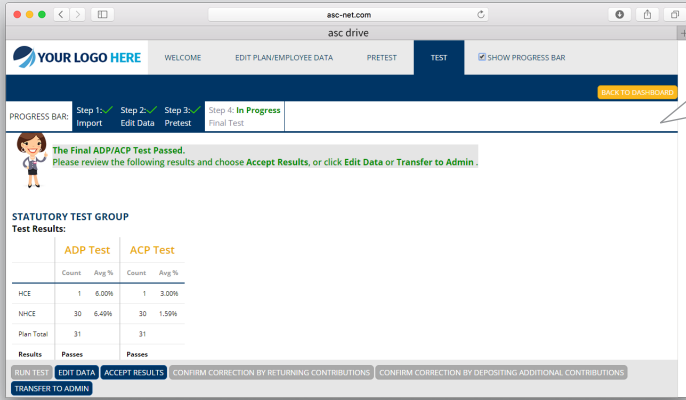 asc-net.com
asc drive
YOUR LOGO HERE
WELCOME
EDIT PLAN/EMPLOYEE DATA
PRETEST
TEST
SHOW PROGRESS BAR
BACK TO DASHBOARD
PROGRESS BAR:
Step 1:
Import
Step 2:
Edit Data
Step 3:
Pretest
Step 4: In Progress
Final Test
The Final ADP/ACP Test Passed.
Please review the following results and choose Accept Results, or click Edit Data or Transfer to Admin .
STATUTORY TEST GROUP
Test Results:
ADP Test ACP Test
Count Avg % Count Avg %
HCE 1 6.00% 1 3.00%
NHCE 30 6.49% 30 1.59%
Plan Total 31 31
Results Passes Passes
RUN TEST
EDIT DATA
ACCEPT RESULTS
CONFIRM CORRECTION BY RETURNING CONTRIBUTIONS
CONFIRM CORRECTION BY DEPOSITING ADDITIONAL CONTRIBUTIONS
TRANSFER TO ADMIN